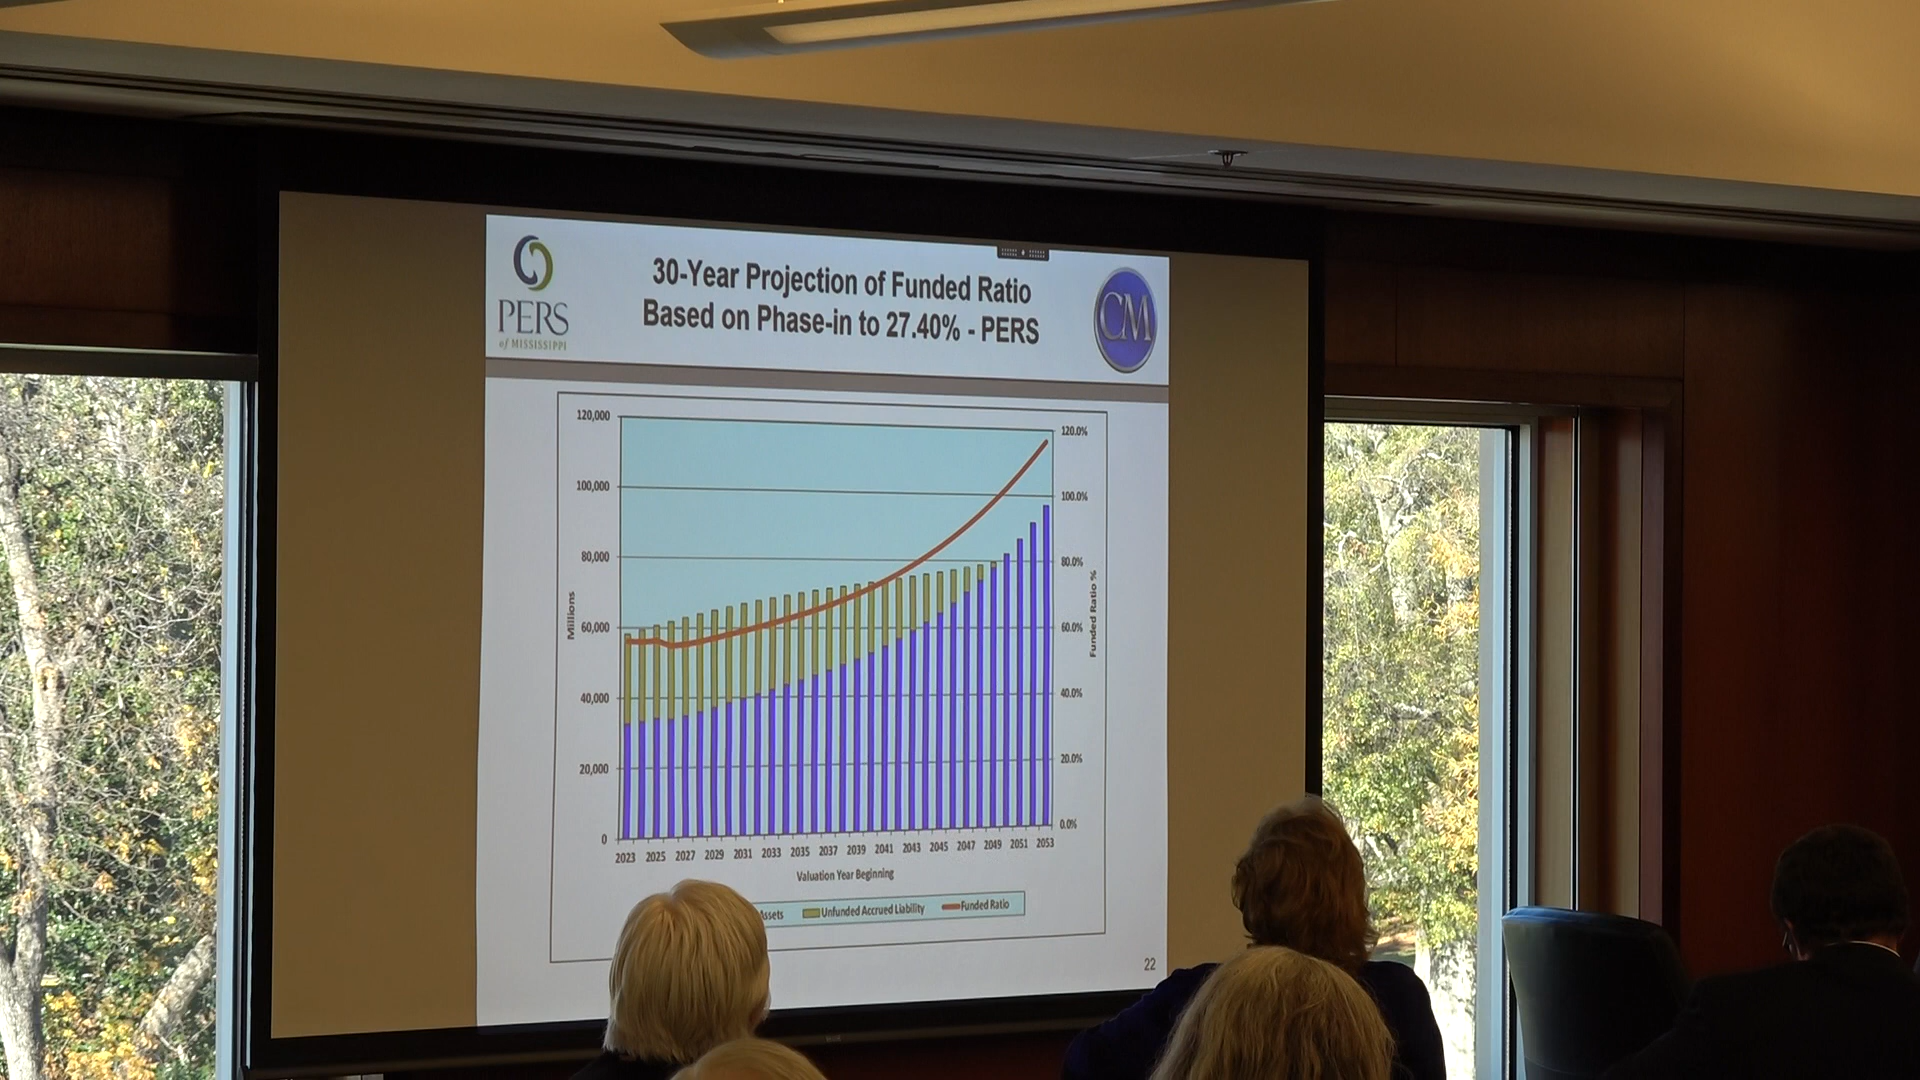 PERS
of MISSISSIPPI
30-Year Projection of Funded Ratio
Based on Phase-in to 27.40% - PERS
CM
120,000
100,000
80,000
60,000
40,000
20,000
0
Millions
120.0%
100.0%
80.0%
60.0%
40.0%
20.0%
0.0%
Funded Ratio %
2023 2025 2027 2029 2031 2033 2035 2037 2039 2041 2043 2045 2047 2049 2051 2053
Valuation Year Beginning
Assets Unfunded Accrued Liability Funded Ratio
22